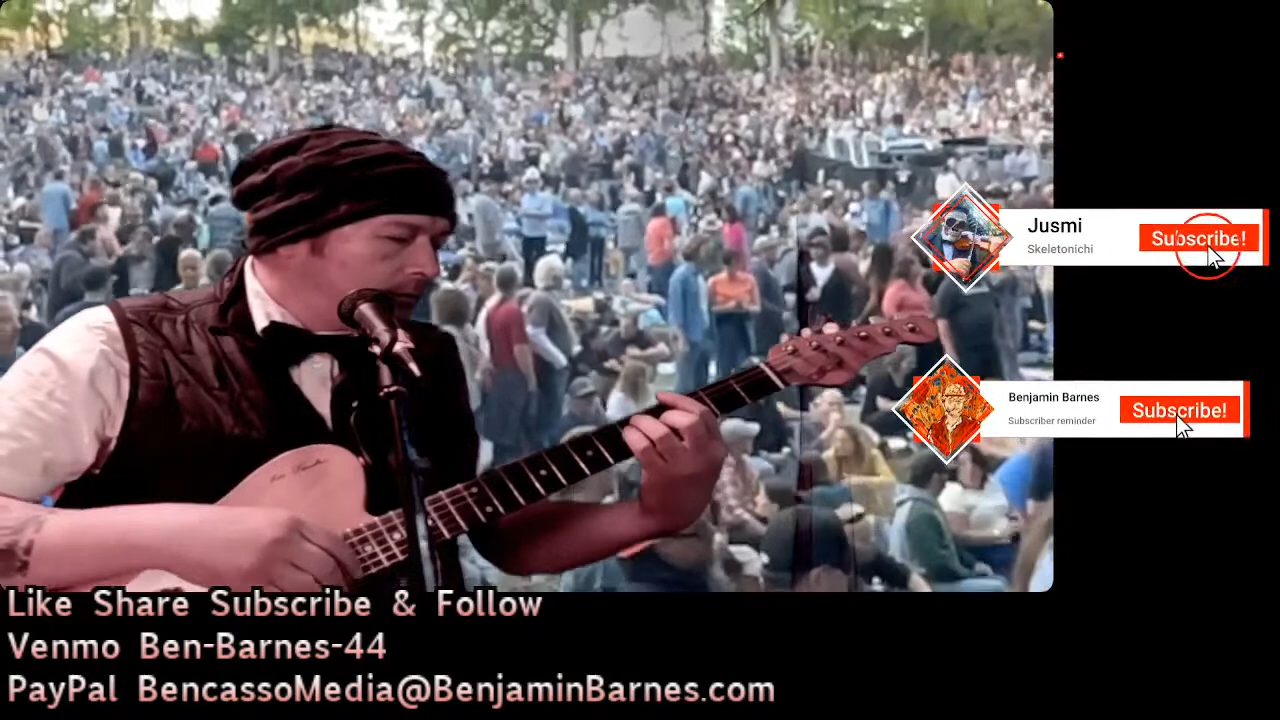 Jusmi
Skeletonichi
Subscribe!
Benjamin Barnes
Subscriber reminder
Subscribe!
Like Share Subscribe & Follow
Venmo Ben-Barnes-44
PayPal BencassoMedia@BenjaminBarnes.com